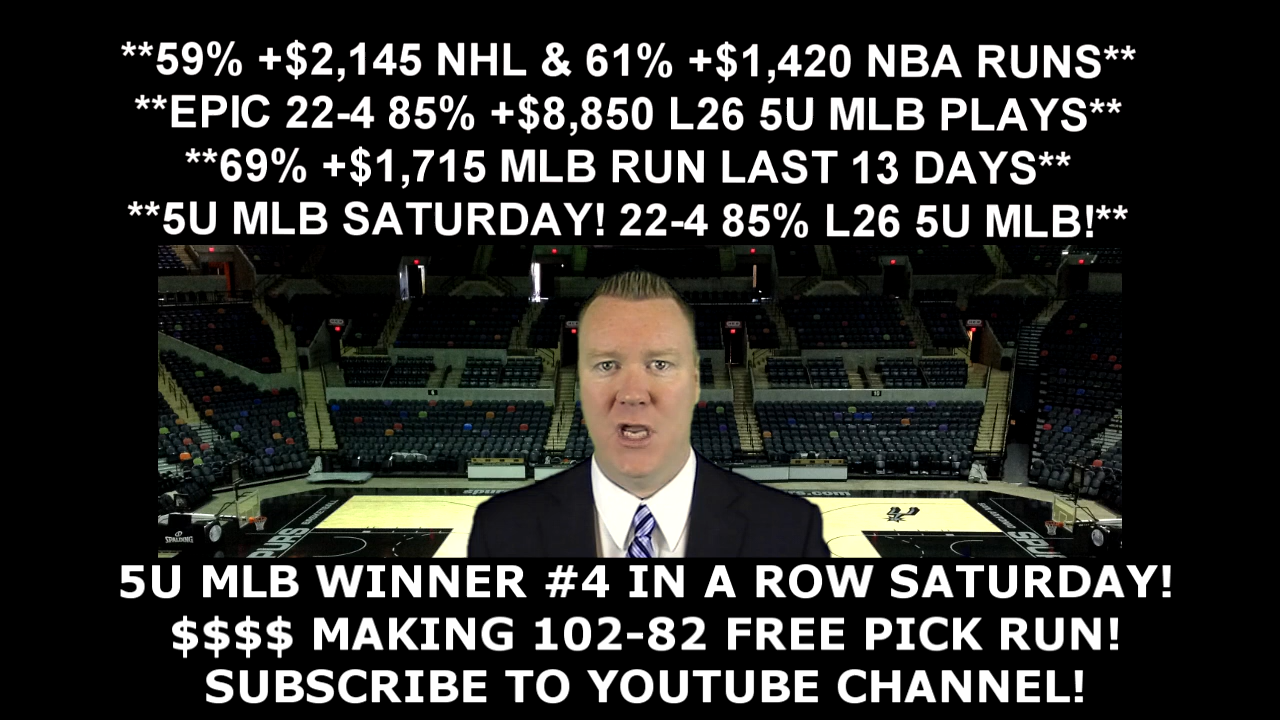 **59% +$2,145 NHL & 61% +$1,420 NBA RUNS**
**EPIC 22-4 85% +$8,850 L26 5U MLB PLAYS**
**69% +$1,715 MLB RUN LAST 13 DAYS**
**5U MLB SATURDAY! 22-4 85% L26 5U MLB!**
SPALDING
5U MLB WINNER #4 IN A ROW SATURDAY!
$$$$ MAKING 102-82 FREE PICK RUN!
SUBSCRIBE TO YOUTUBE CHANNEL!